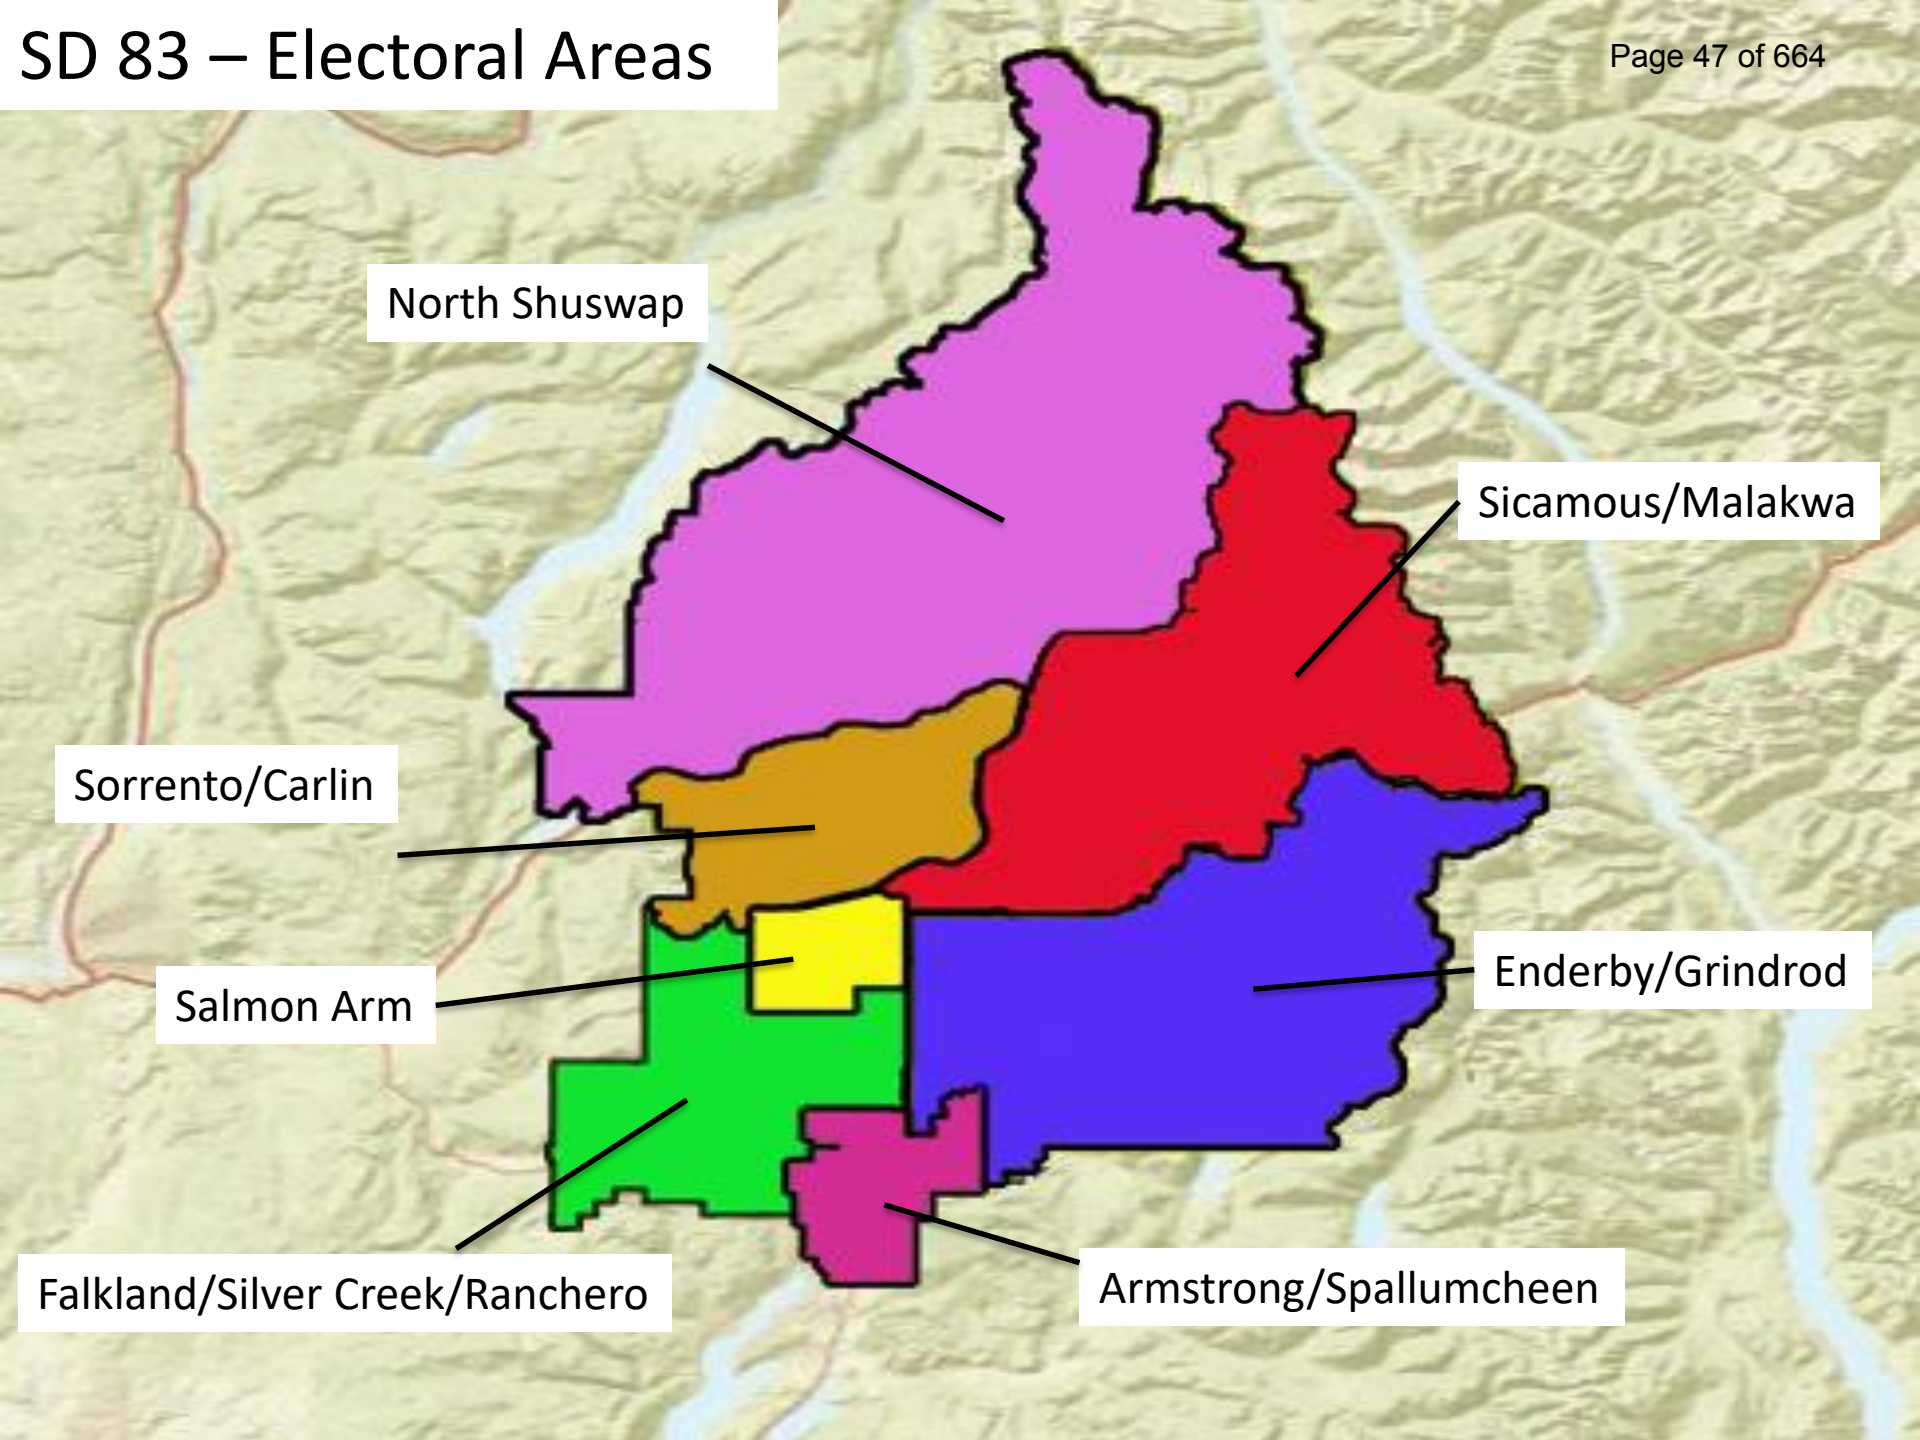 SD 83 – Electoral Areas
Page 47 of 664
North Shuswap
Sicamous/Malakwa
Sorrento/Carlin
Enderby/Grindrod
Salmon Arm
Falkland/Silver Creek/Ranchero
Armstrong/Spallumcheen